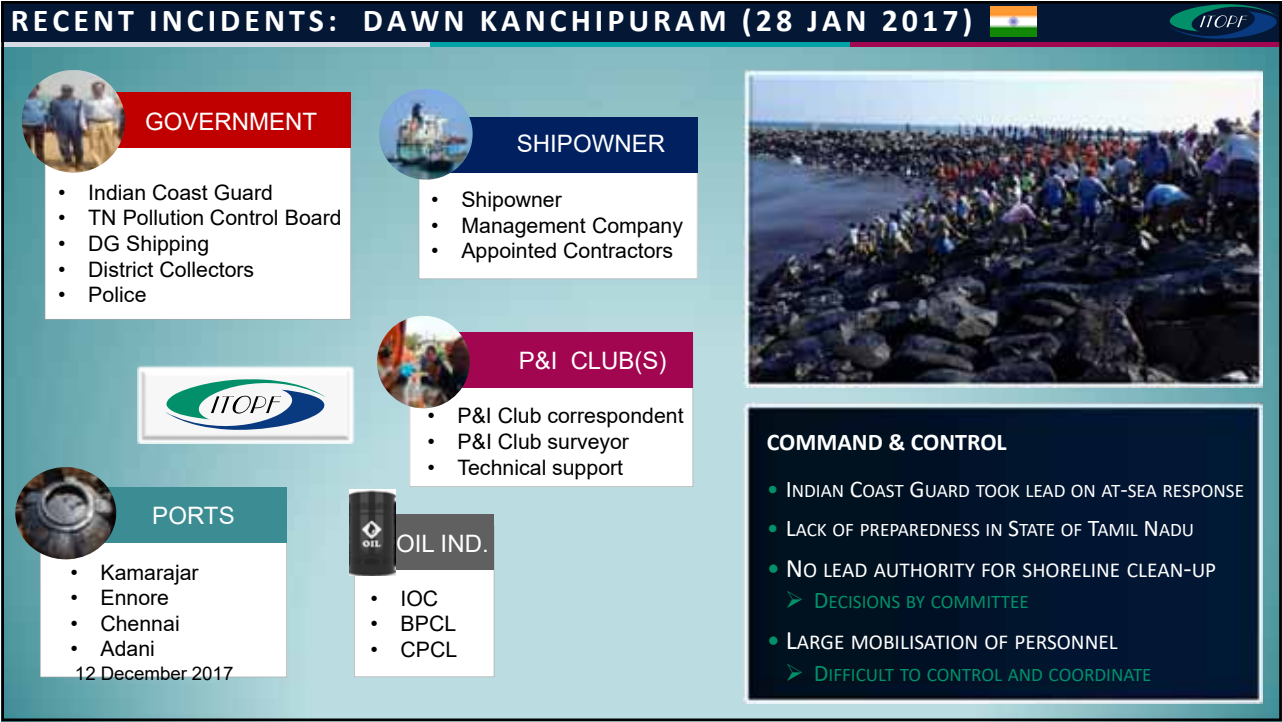 RECENT INCIDENTS: DAWN KANCHIPURAM (28 JAN 2017)
ITOPF
GOVERNMENT
• Indian Coast Guard
• TN Pollution Control Board
• DG Shipping
• District Collectors
• Police
SHIPOWNER
• Shipowner
• Management Company
• Appointed Contractors
P&I CLUB(S)
• P&I Club correspondent
• P&I Club surveyor
• Technical support
ITOPF
PORTS
• Kamarajar
• Ennore
• Chennai
• Adani
12 December 2017
OIL
OIL IND.
• IOC
• BPCL
• CPCL
COMMAND & CONTROL
• INDIAN COAST GUARD TOOK LEAD ON AT-SEA RESPONSE
• LACK OF PREPAREDNESS IN STATE OF TAMIL NADU
• NO LEAD AUTHORITY FOR SHORELINE CLEAN-UP
➢ DECISIONS BY COMMITTEE
• LARGE MOBILISATION OF PERSONNEL
➢ DIFFICULT TO CONTROL AND COORDINATE